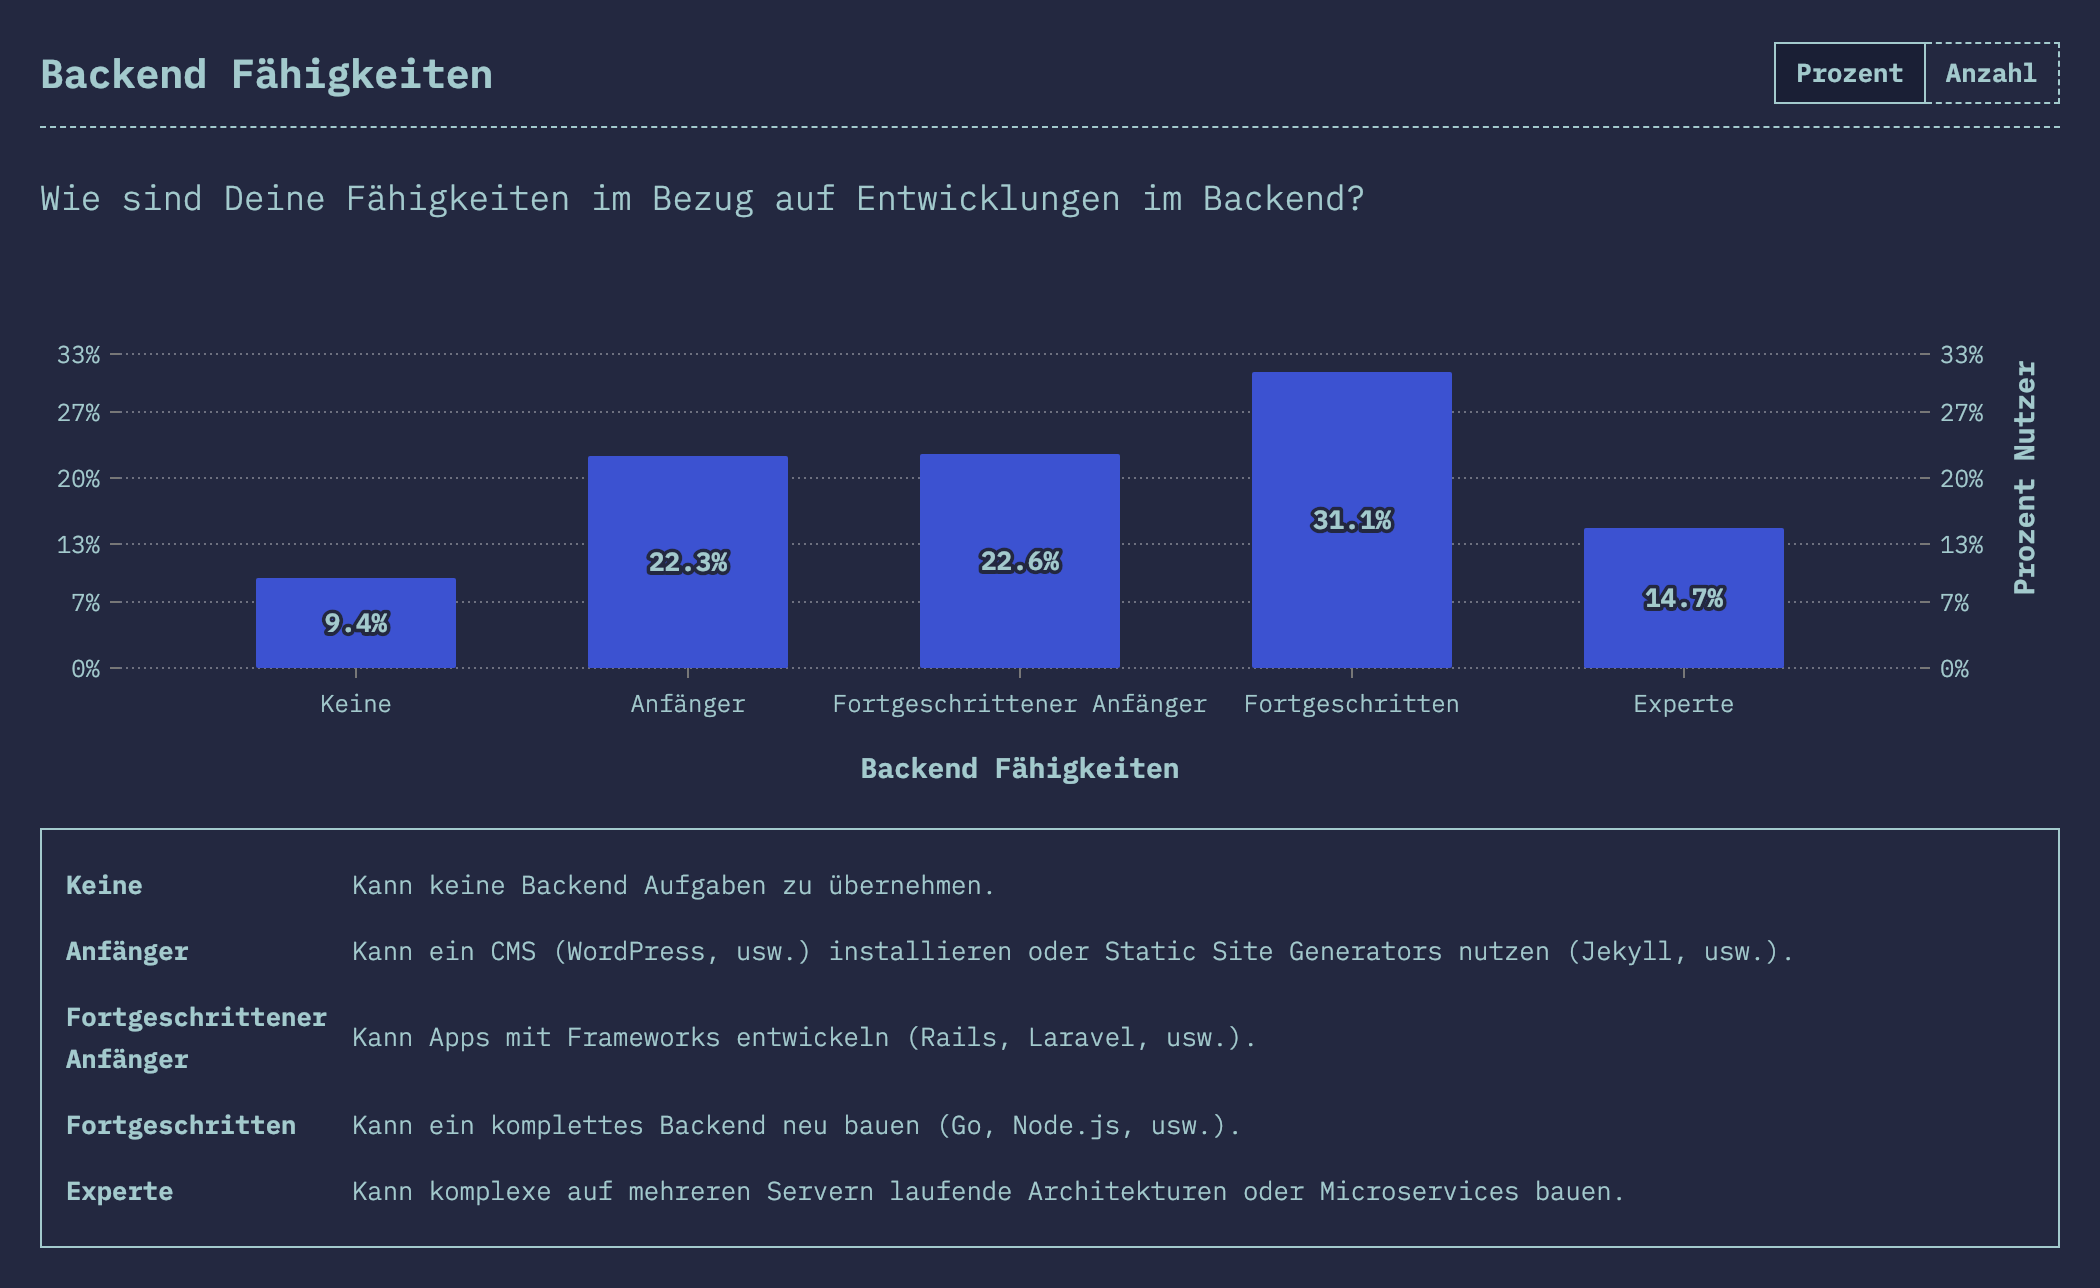 Backend Fähigkeiten
Prozent Anzahl
Wie sind Deine Fähigkeiten im Bezug auf Entwicklungen im Backend?
33% 33%
27% 27%
20% 20%
13% 13%
7% 7%
0% 0%
Prozent Nutzer
9.4% 22.3% 22.6% 31.1% 14.7%
Keine Anfänger Fortgeschrittener Anfänger Fortgeschritten Experte
Backend Fähigkeiten
Keine Kann keine Backend Aufgaben zu übernehmen.
Anfänger Kann ein CMS (WordPress, usw.) installieren oder Static Site Generators nutzen (Jekyll, usw.).
Fortgeschrittener
Anfänger
Kann Apps mit Frameworks entwickeln (Rails, Laravel, usw.).
Fortgeschritten Kann ein komplettes Backend neu bauen (Go, Node.js, usw.).
Experte Kann komplexe auf mehreren Servern laufende Architekturen oder Microservices bauen.